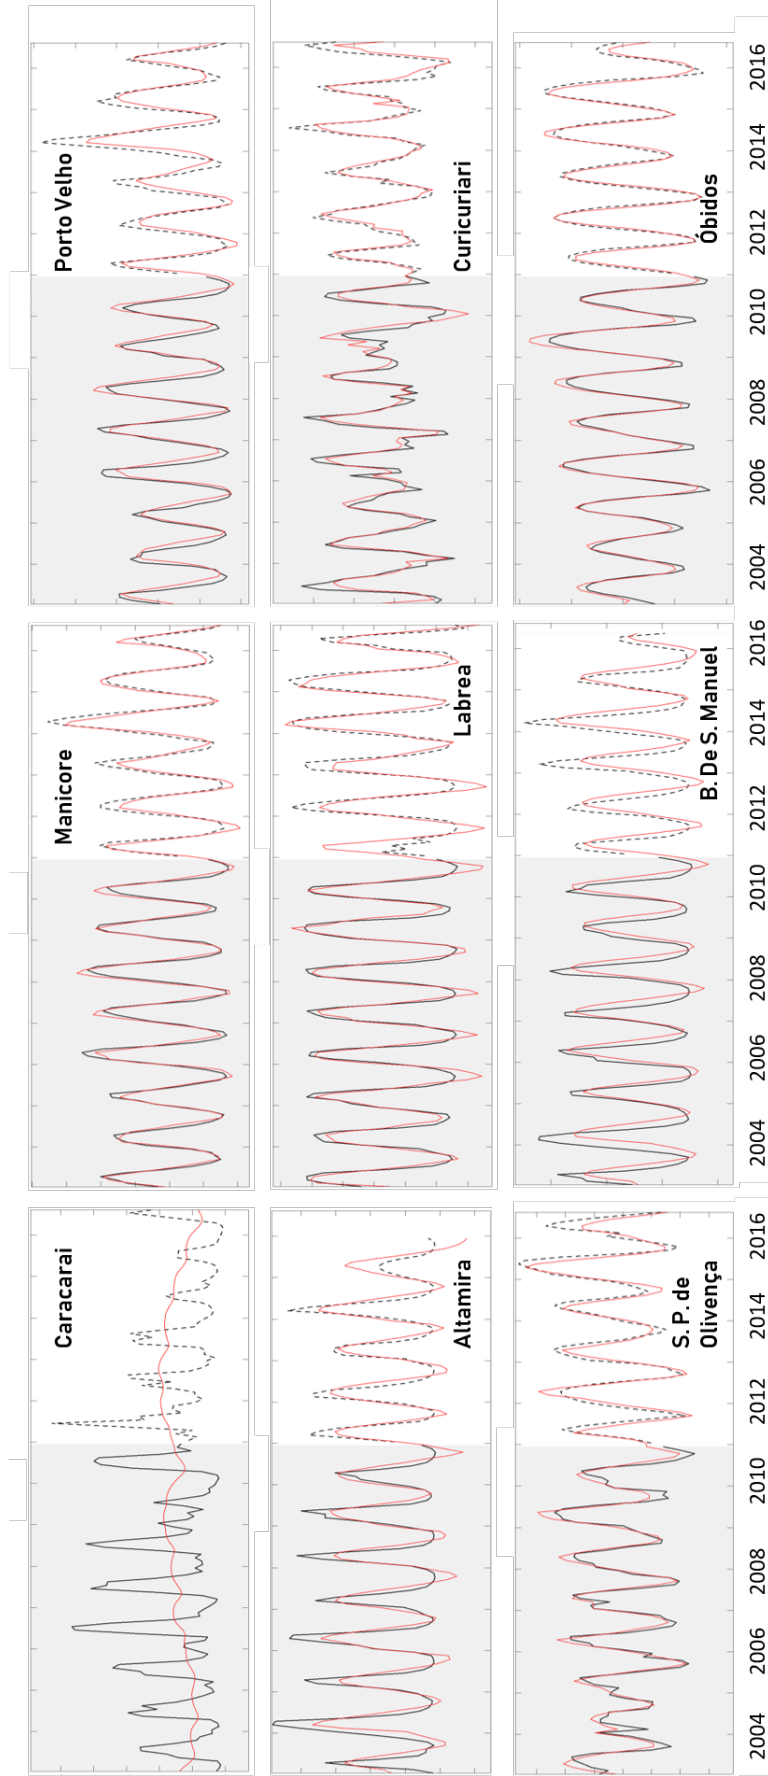 Caracarai
Manicore
Porto Velho
Altamira
Labrea
Curicuriari
S. P. de
Olivença
B. De S. Manuel
Óbidos
2004 2006 2008 2010 2012 2014 2016
2004 2006 2008 2010 2012 2014 2016
2004 2006 2008 2010 2012 2014 2016